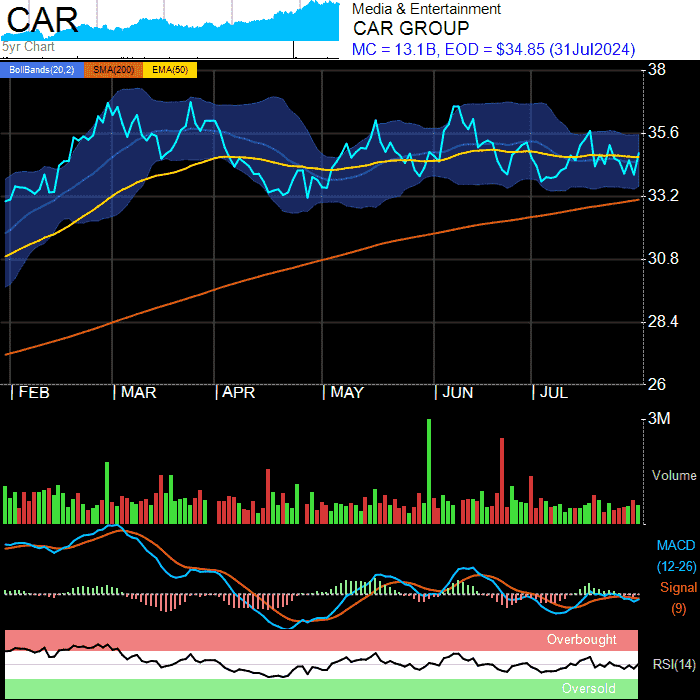 CAR
5yr Chart
Media & Entertainment
CAR GROUP
MC = 13.1B, EOD = $34.85 (31Jul2024)
BollBands(20,2) SMA(200) EMA(50)
38
35.6
33.2
30.8
28.4
26
FEB MAR APR MAY JUN JUL
3M
Volume
MACD
(12-26)
Signal
(9)
Overbought
RSI(14)
Oversold